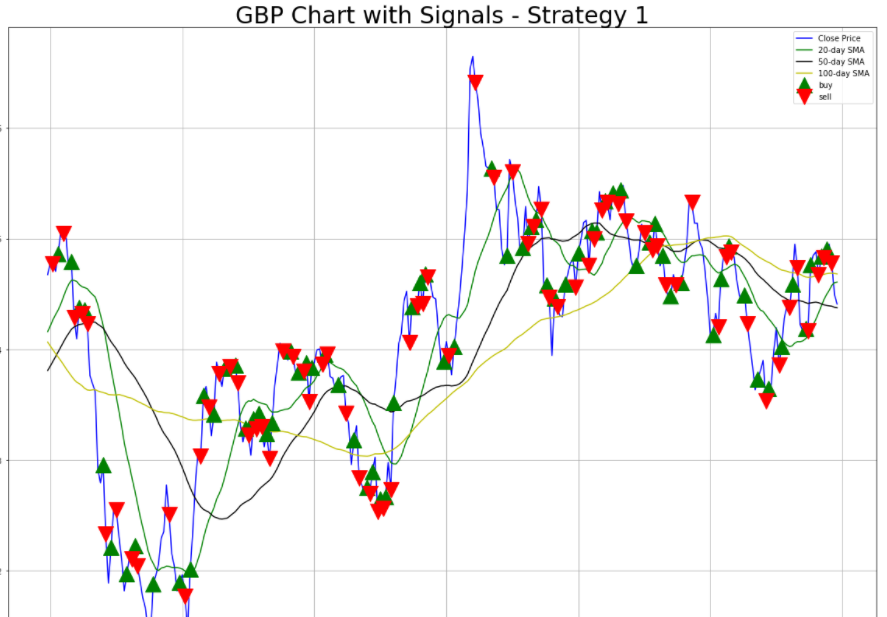 GBP Chart with Signals - Strategy 1
Close Price
20-day SMA
50-day SMA
100-day SMA
buy
sell